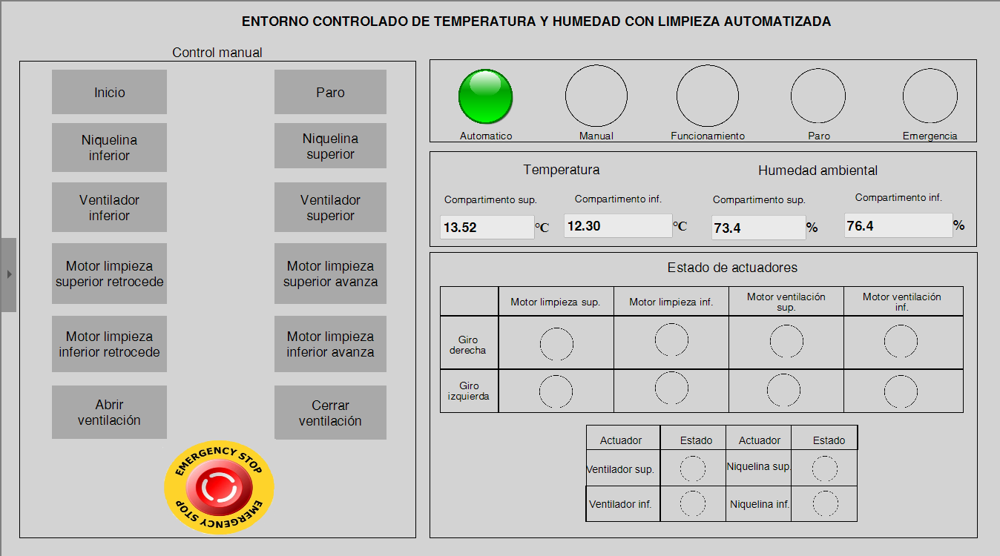 ENTORNO CONTROLADO DE TEMPERATURA Y HUMEDAD CON LIMPIEZA AUTOMATIZADA
Control manual
Inicio
Paro
Niquelina
inferior
Niquelina
superior
Ventilador
inferior
Ventilador
superior
Motor limpieza
superior retrocede
Motor limpieza
superior avanza
Motor limpieza
inferior retrocede
Motor limpieza
inferior avanza
Abrir
ventilación
Cerrar
ventilación
EMERGENCY STOP
EMERGENCY STOP
Automatico
Manual
Funcionamiento
Paro
Emergencia
Temperatura
Humedad ambiental
Compartimento sup.
Compartimento inf.
Compartimento sup.
Compartimento inf.
13.52 °C
12.30 °C
73.4 %
76.4 %
Estado de actuadores
Motor limpieza sup.
Motor limpieza inf.
Motor ventilación
sup.
Motor ventilación
inf.
Giro
derecha
Giro
izquierda
Actuador
Estado
Actuador
Estado
Ventilador sup.
Niquelina sup.
Ventilador inf.
Niquelina inf.